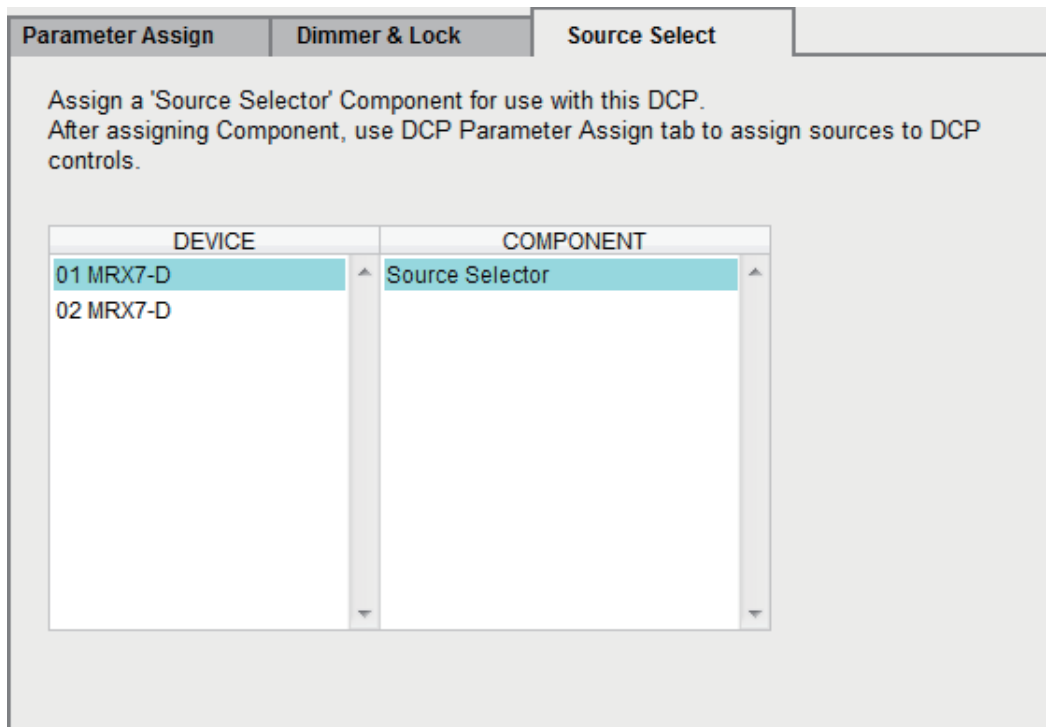 Parameter Assign Dimmer & Lock Source Select
Assign a 'Source Selector' Component for use with this DCP.
After assigning Component, use DCP Parameter Assign tab to assign sources to DCP
controls.
DEVICE COMPONENT
01 MRX7-D Source Selector
02 MRX7-D